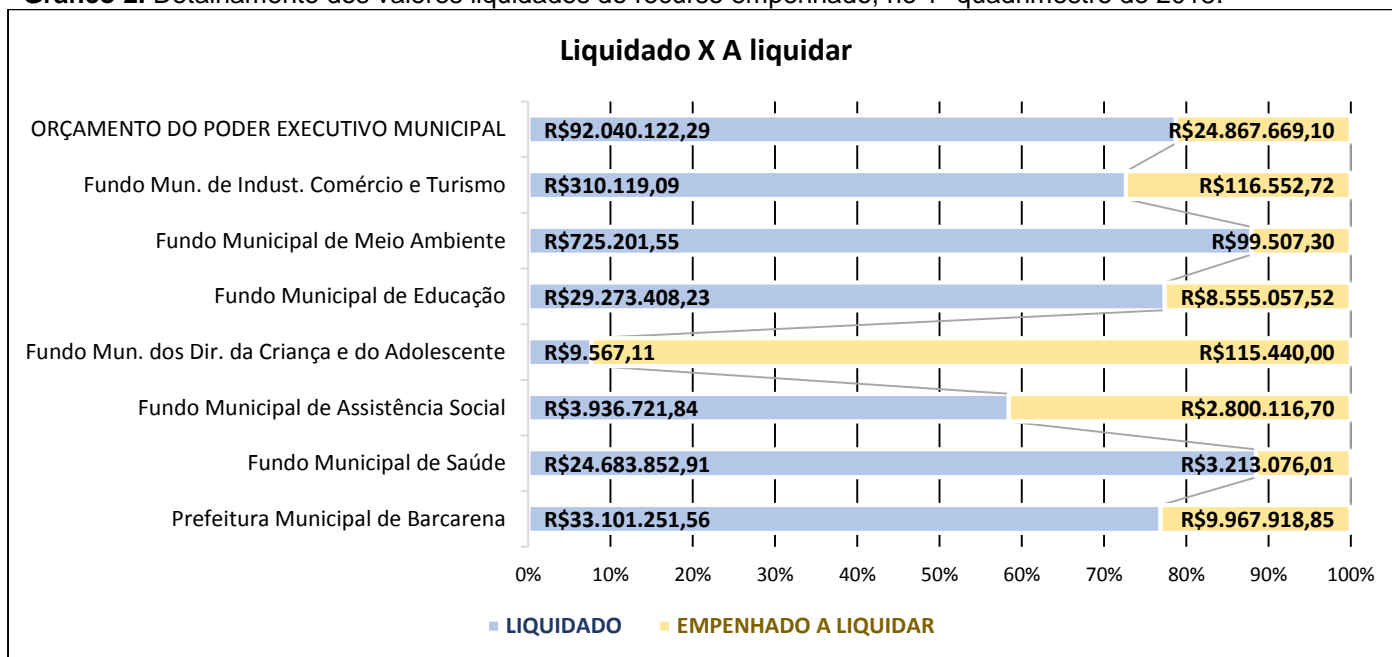 Liquidado X A liquidar
ORÇAMENTO DO PODER EXECUTIVO MUNICIPAL R$92.040.122,29 R$24.867.669,10
Fundo Mun. de Indust. Comércio e Turismo R$310.119,09 R$116.552,72
Fundo Municipal de Meio Ambiente R$725.201,55 R$99.507,30
Fundo Municipal de Educação R$29.273.408,23 R$8.555.057,52
Fundo Mun. dos Dir. da Criança e do Adolescente R$9.567,11 R$115.440,00
Fundo Municipal de Assistência Social R$3.936.721,84 R$2.800.116,70
Fundo Municipal de Saúde R$24.683.852,91 R$3.213.076,01
Prefeitura Municipal de Barcarena R$33.101.251,56 R$9.967.918,85
0% 10% 20% 30% 40% 50% 60% 70% 80% 90% 100%
LIQUIDADO EMPENHADO A LIQUIDAR